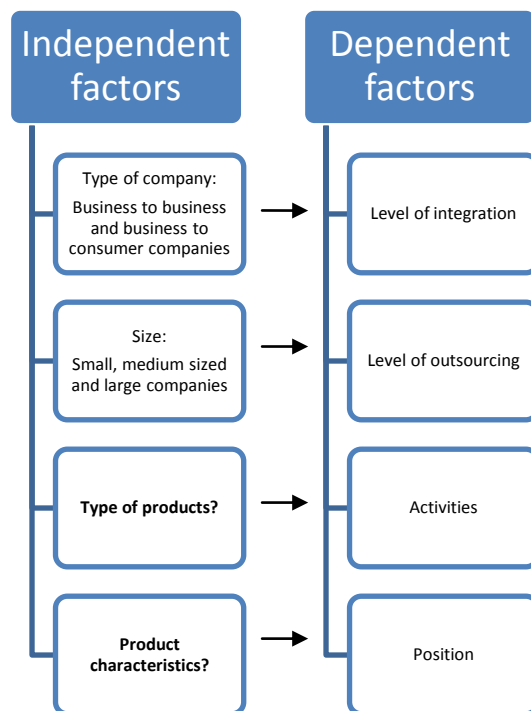 Independent
factors
Dependent
factors
Type of company:
Business to business
and business to
consumer companies
Level of integration
Size:
Small, medium sized
and large companies
Level of outsourcing
Type of products?
Activities
Product
characteristics?
Position